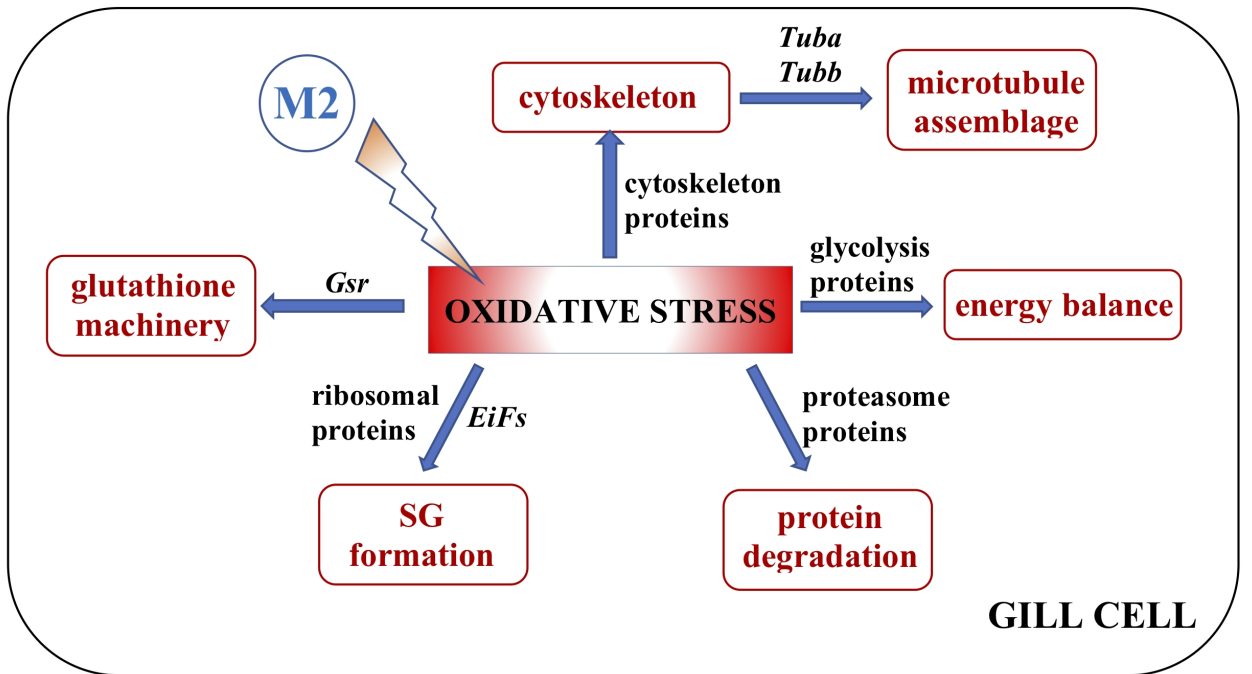 M2
cytoskeleton
Tuba
Tubb
microtubule
assemblage
cytoskeleton
proteins
glutathione
machinery
Gsr
OXIDATIVE STRESS
glycolysis
proteins
energy balance
ribosomal
proteins
EiFs
proteasome
proteins
SG
formation
protein
degradation
GILL CELL